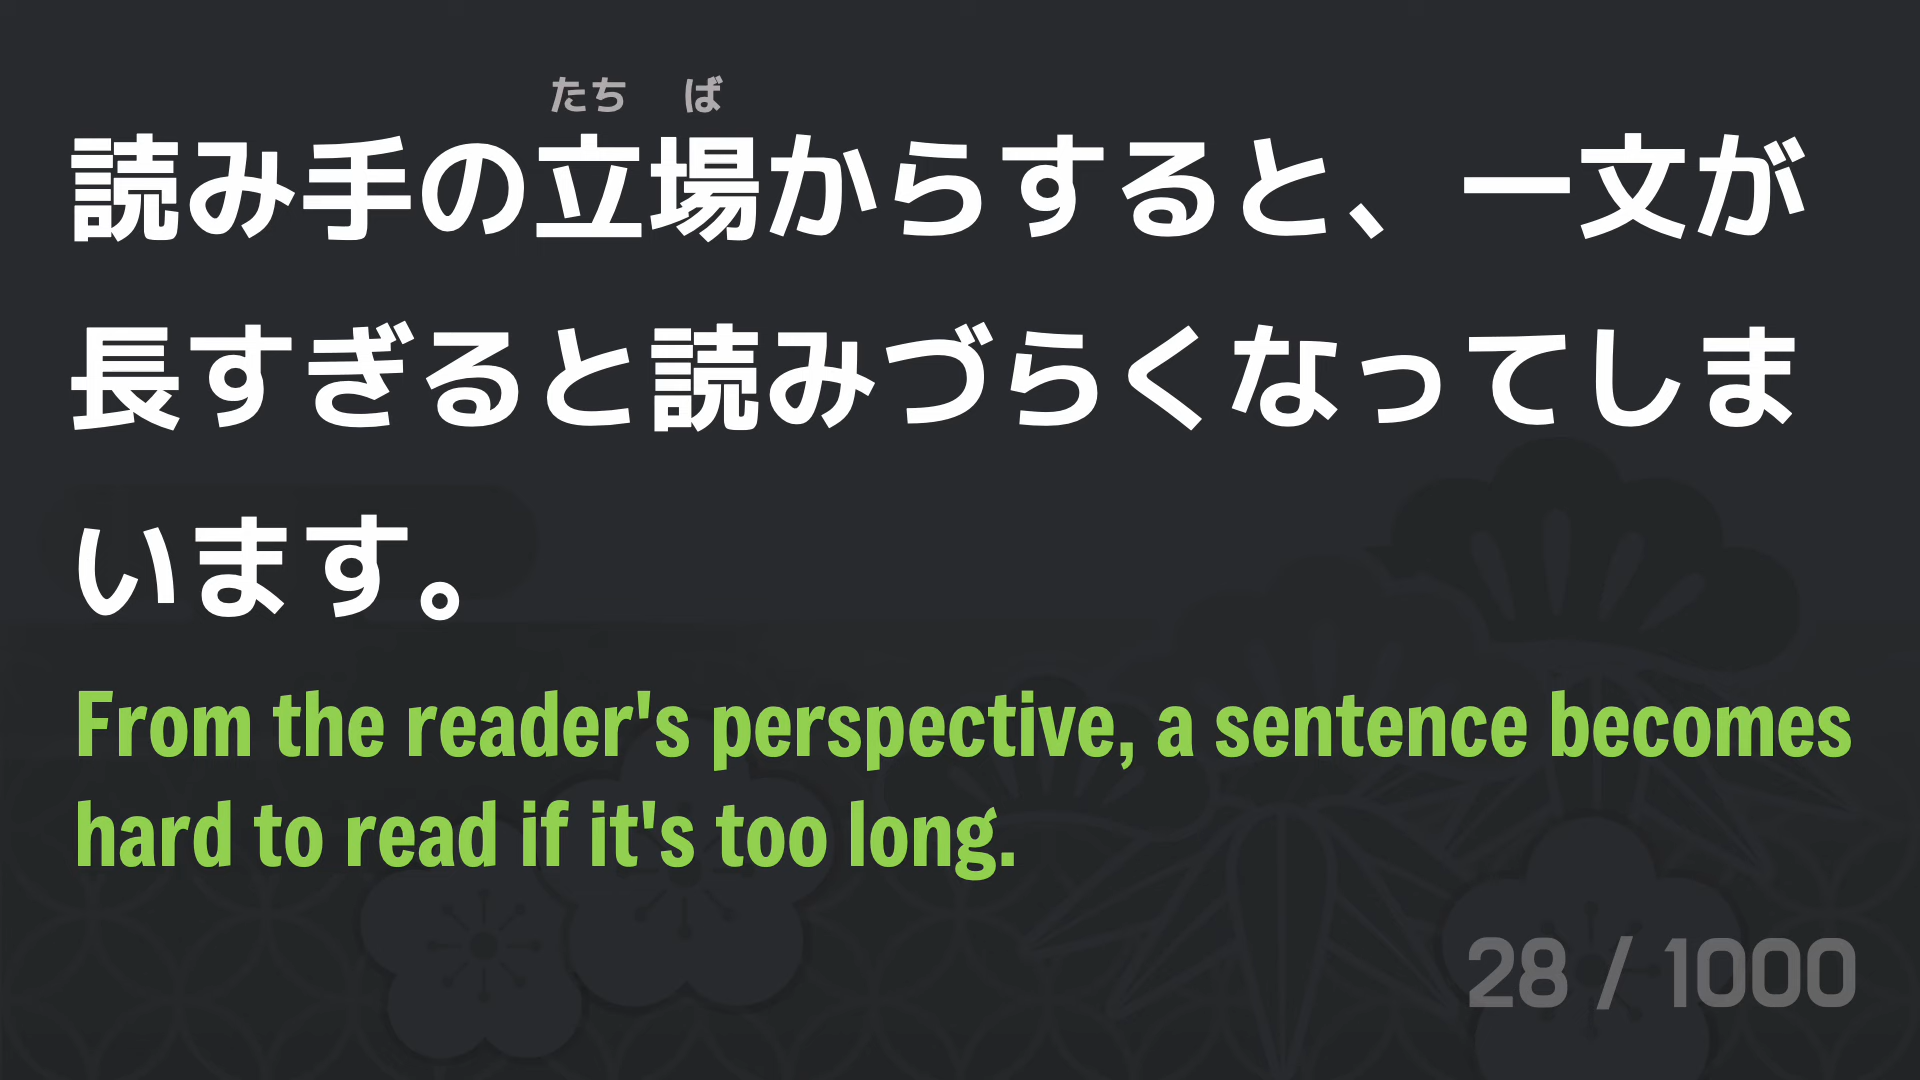 たちば
読み手の立場からすると、一文が
長すぎると読みづらくなってしま
います。
From the reader's perspective, a sentence becomes
hard to read if it's too long.
28 / 1000